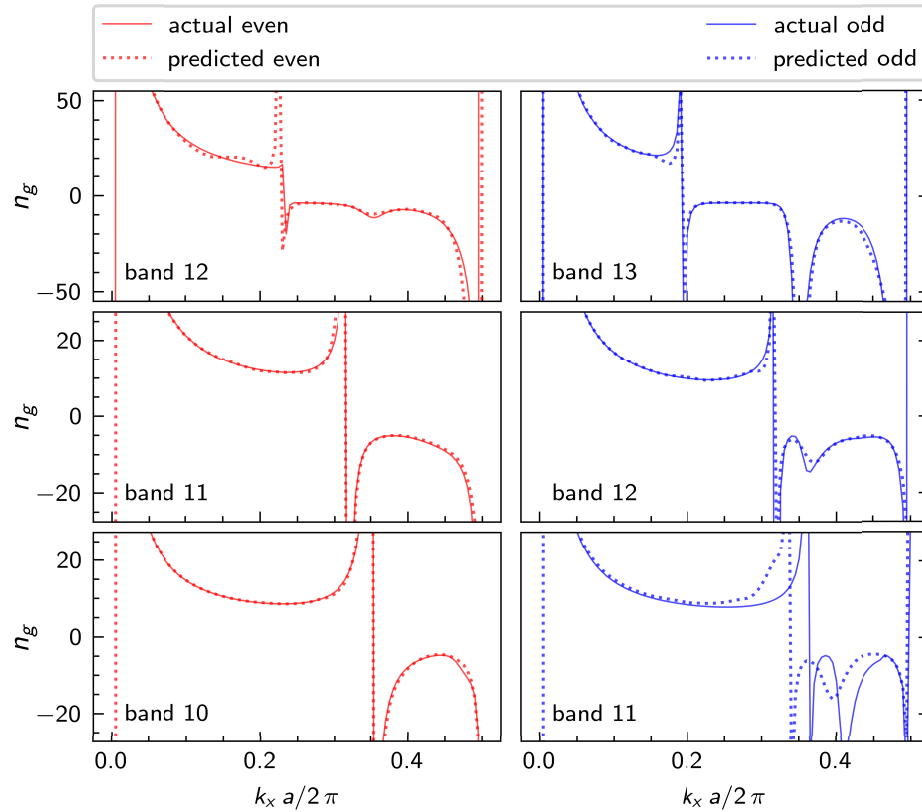 actual even
predicted even
actual odd
predicted odd
50
0
−50
n_g
band 12
band 13
20
0
−20
n_g
band 11
band 12
20
0
−20
n_g
band 10
band 11
0.0 0.2 0.4
0.0 0.2 0.4
k_x a/2 π
k_x a/2 π